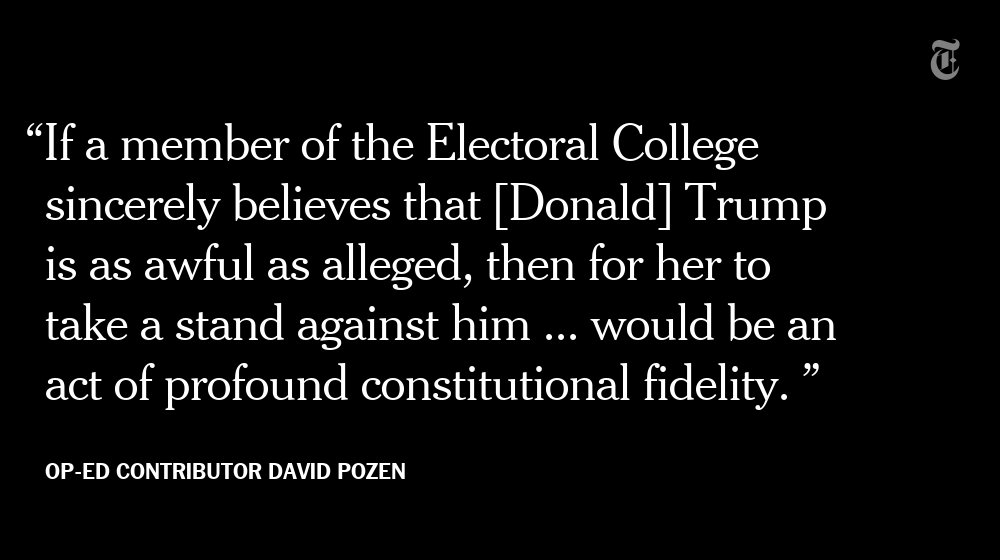 T
“If a member of the Electoral College
sincerely believes that [Donald] Trump
is as awful as alleged, then for her to
take a stand against him ... would be an
act of profound constitutional fidelity. ”
OP-ED CONTRIBUTOR DAVID POZEN